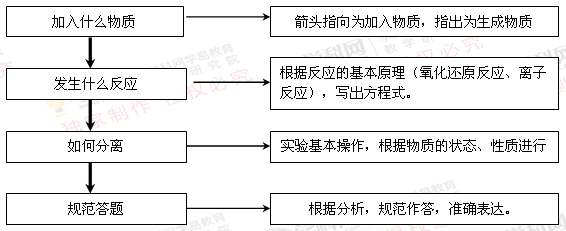 加入什么物质
箭头指向为加入物质，指出为生成物质
发生什么反应
根据反应的基本原理（氧化还原反应、离子
反应），写出方程式。
如何分离
实验基本操作，根据物质的状态、性质进行
规范答题
根据分析，规范作答，准确表达。